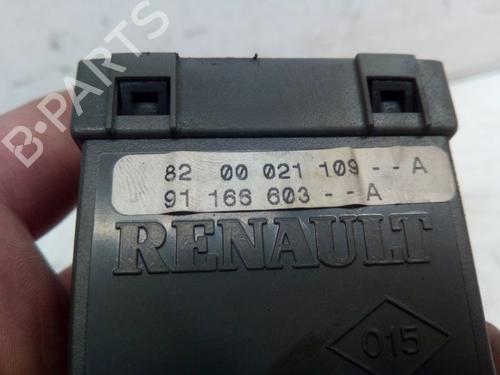 B-PARTS
82 00 021 109 -- A
91 166 603 -- A
RENAULT
015